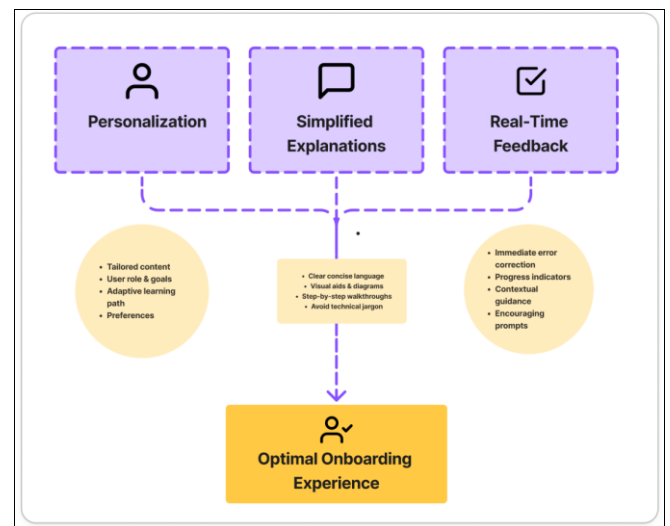 Personalization
Simplified
Explanations
Real-Time
Feedback
• Tailored content
• User role & goals
• Adaptive learning
path
• Preferences
• Clear concise language
• Visual aids & diagrams
• Step-by-step walkthroughs
• Avoid technical jargon
• Immediate error
correction
• Progress indicators
• Contextual
guidance
• Encouraging
prompts
Optimal Onboarding
Experience